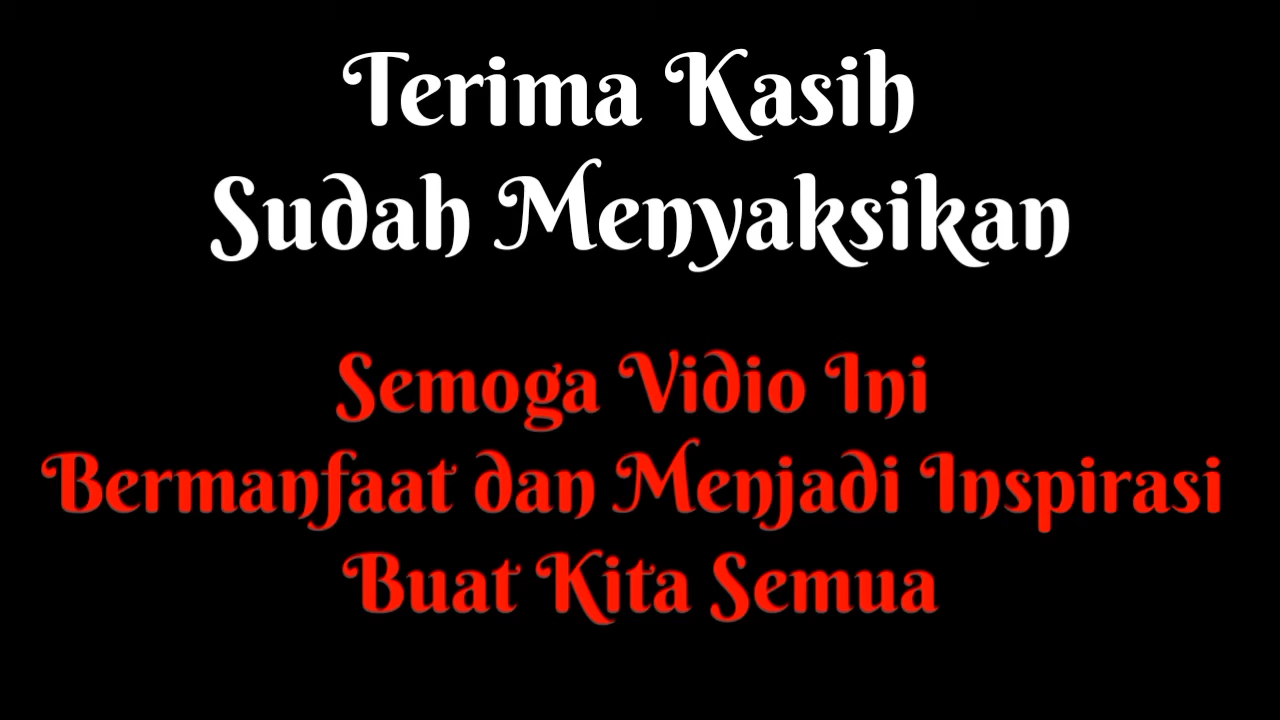 Terima Kasih
Sudah Menyaksikan
Semoga Vidio Ini
Bermanfaat dan Menjadi Inspirasi
Buat Kita Semua